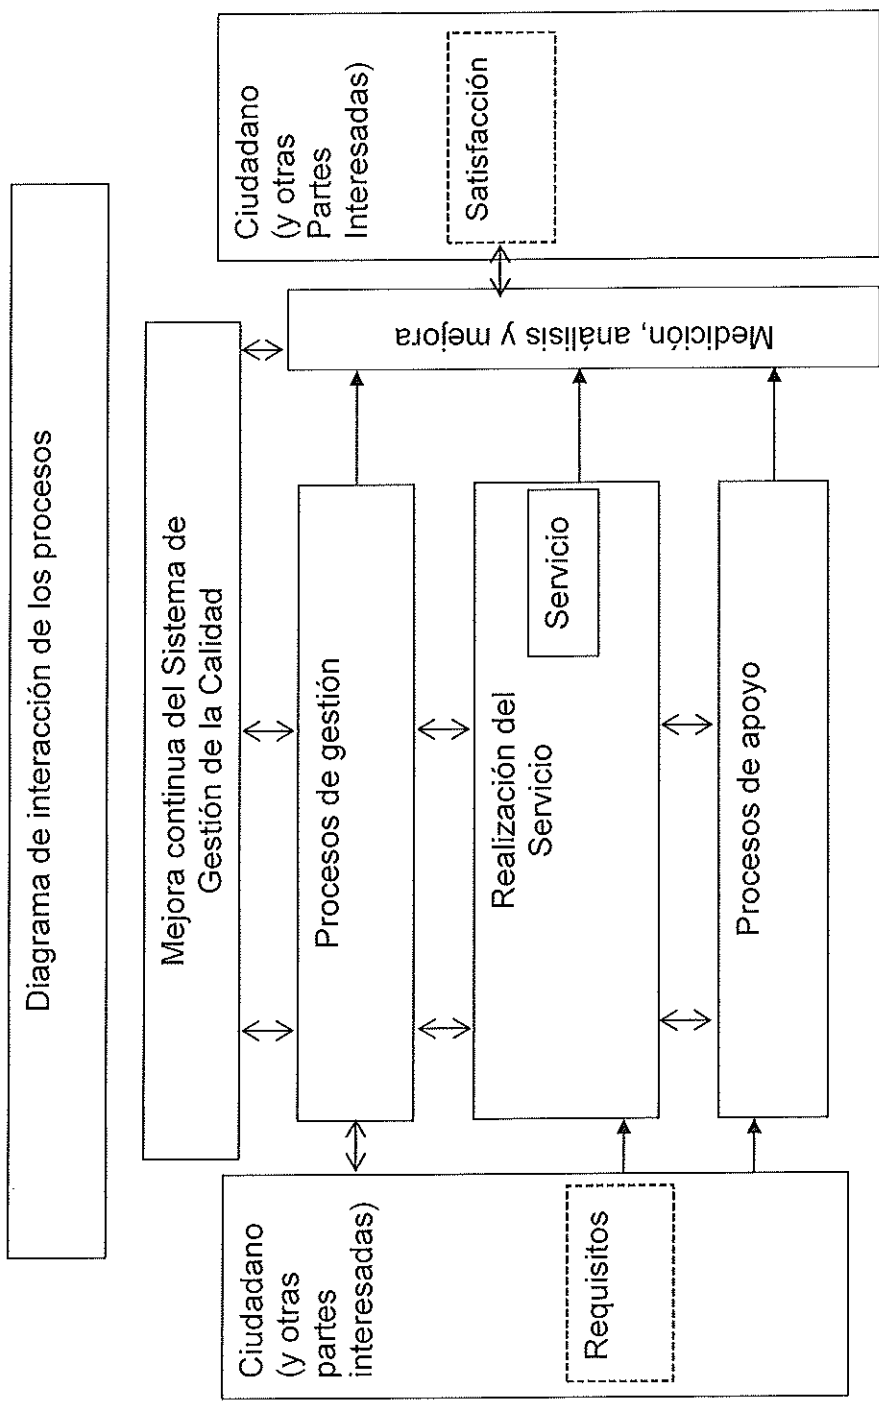 Diagrama de interacción de los procesos
Mejora continua del Sistema de
Gestión de la Calidad
Ciudadano
(y otras
partes
interesadas)
Requisitos
Procesos de gestión
Realización del
Servicio
Servicio
Procesos de apoyo
Medición, análisis y mejora
Ciudadano
(y otras
Partes
Interesadas)
Satisfacción